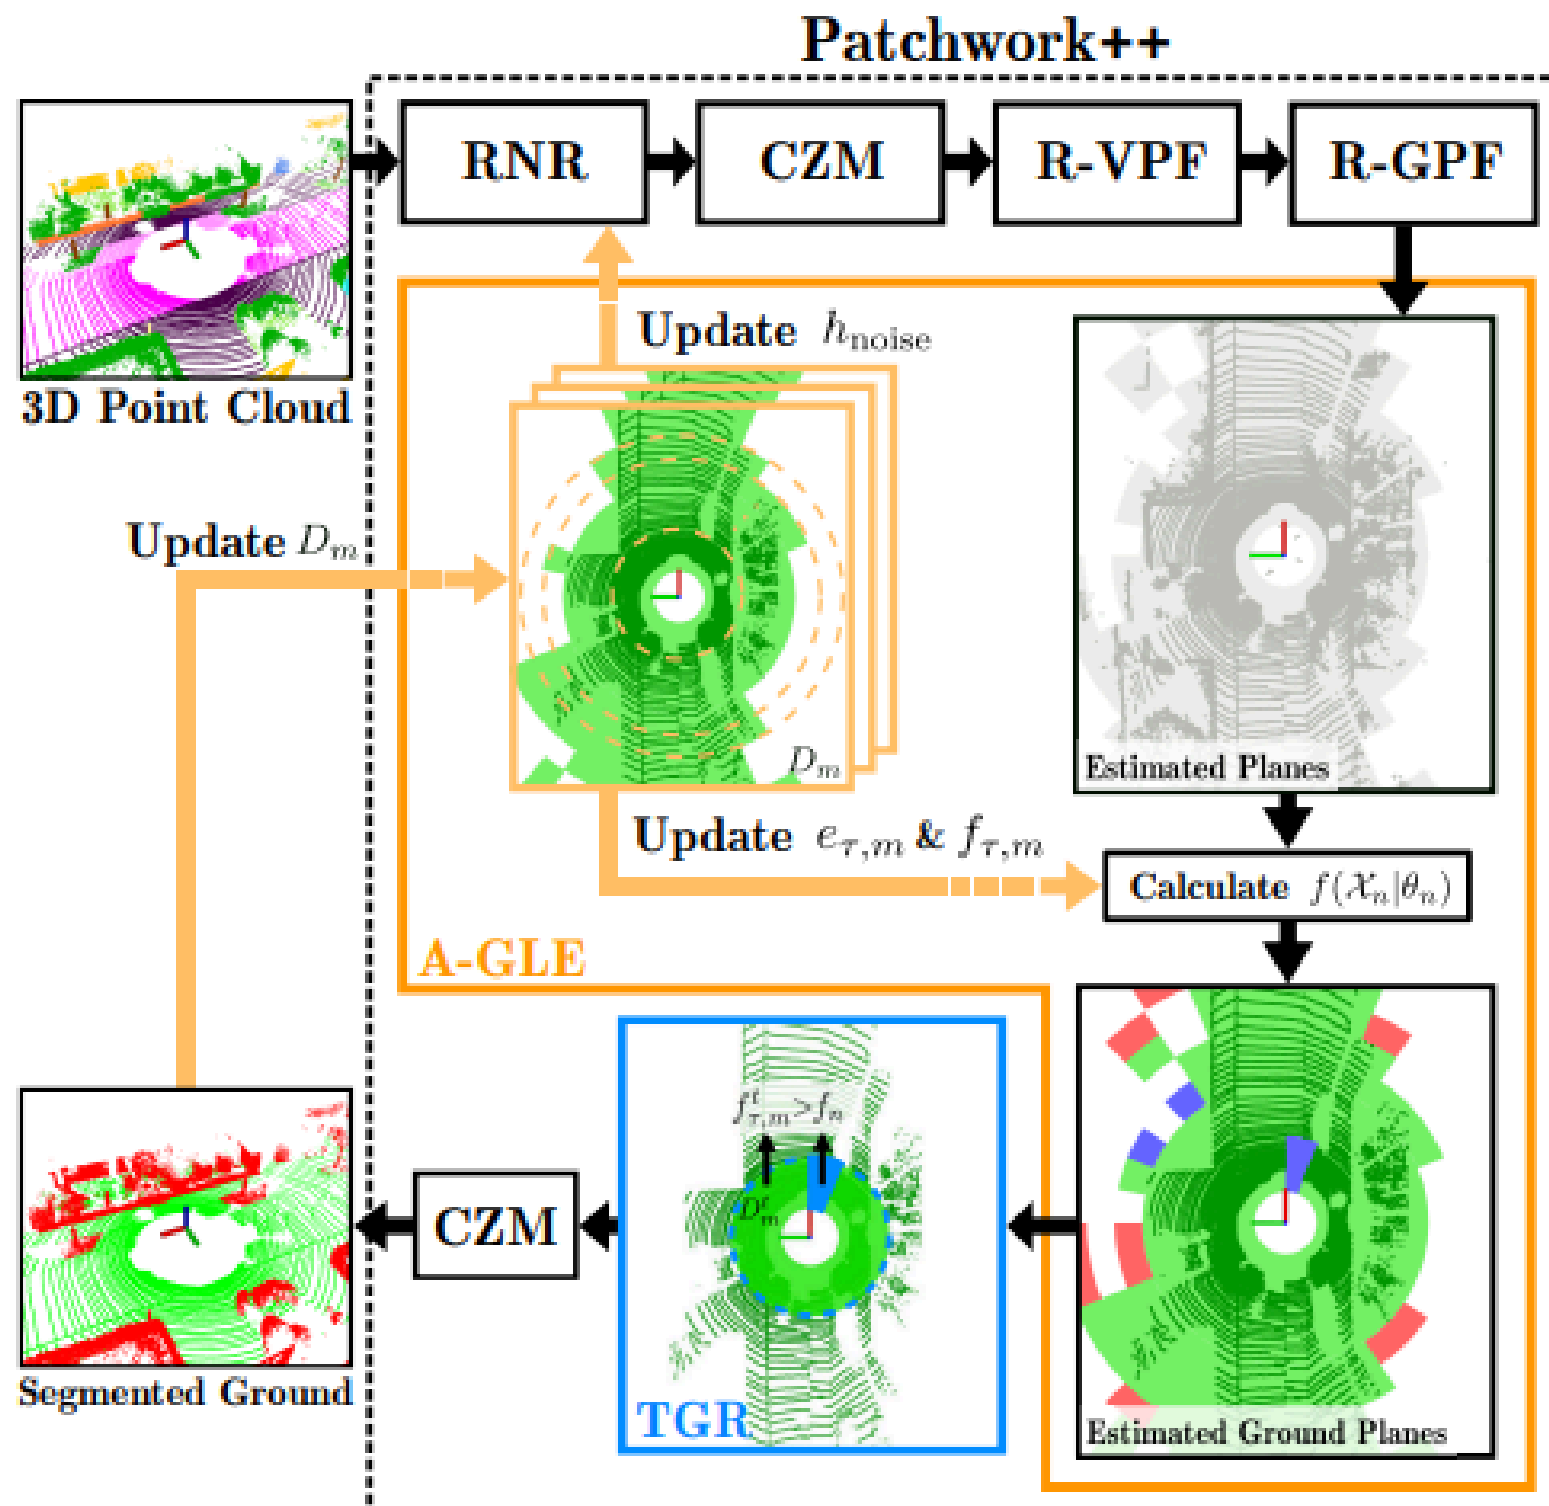 Patchwork++
RNR
CZM
R-VPF
R-GPF
3D Point Cloud
Update h_noise
Update D_m
D_m
Estimated Planes
Update e_τ,m & f_τ,m
Calculate f(𝒳_n|θ_n)
A-GLE
f^t_τ,m>f_n
D^t_m
CZM
TGR
Estimated Ground Planes
Segmented Ground